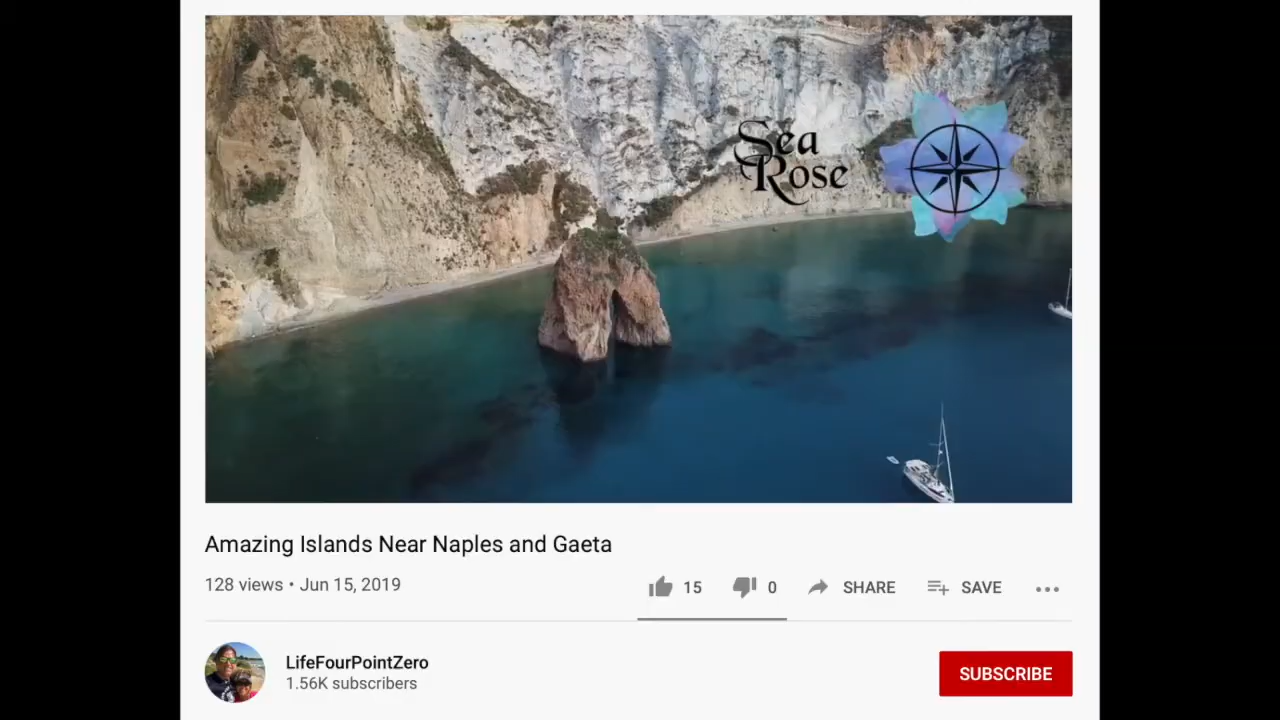 Sea
Rose
Amazing Islands Near Naples and Gaeta
128 views • Jun 15, 2019
15
0
SHARE
SAVE
LifeFourPointZero
1.56K subscribers
SUBSCRIBE